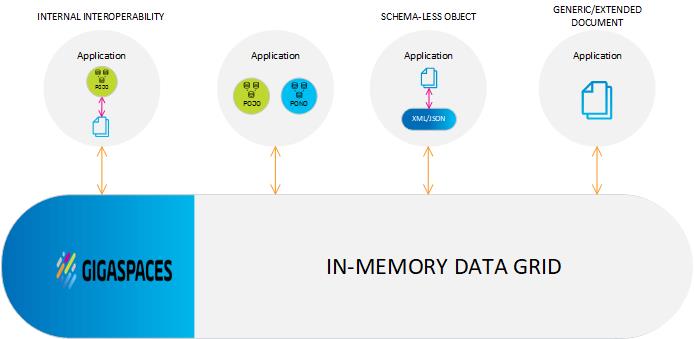 INTERNAL INTEROPERABILITY
SCHEMA-LESS OBJECT
GENERIC/EXTENDED
DOCUMENT
Application
POJO
Application
POJO
PONO
Application
XML/JSON
Application
GIGASPACES
IN-MEMORY DATA GRID